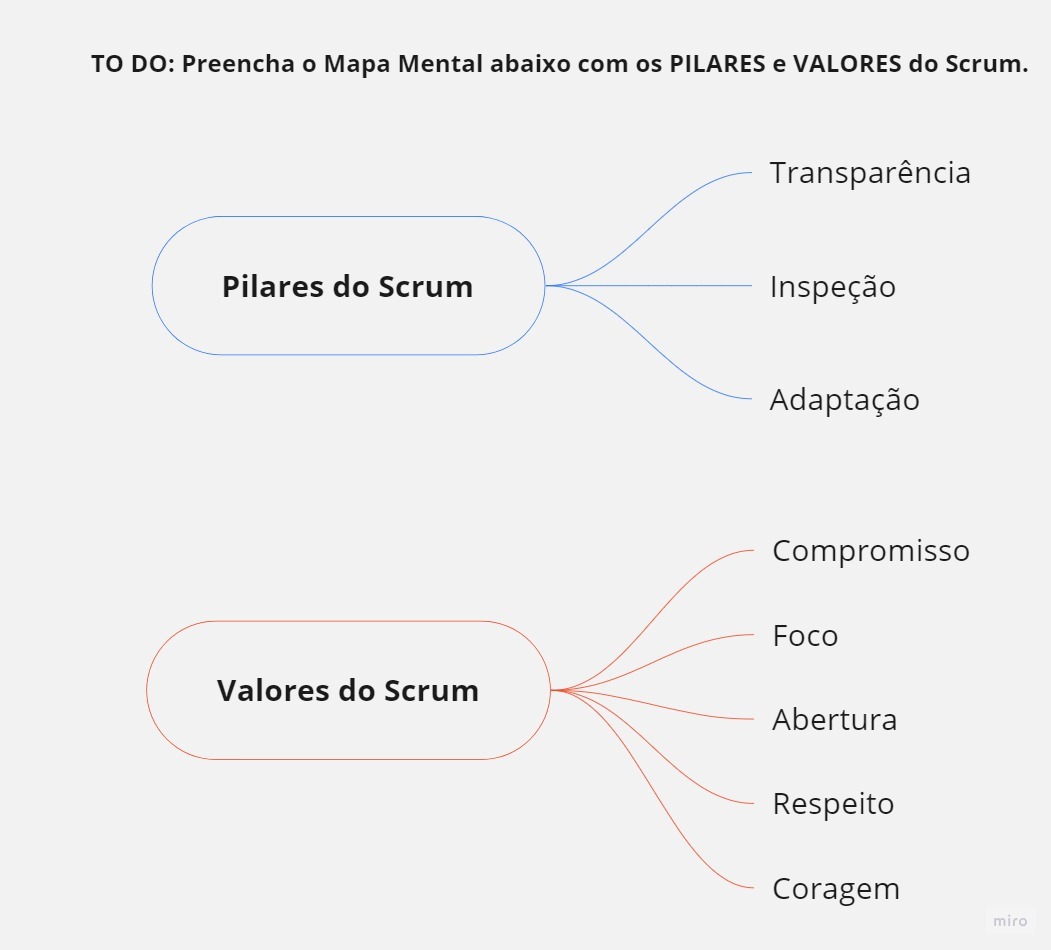 TO DO: Preencha o Mapa Mental abaixo com os PILARES e VALORES do Scrum.
Pilares do Scrum
Transparência
Inspeção
Adaptação
Valores do Scrum
Compromisso
Foco
Abertura
Respeito
Coragem
miro